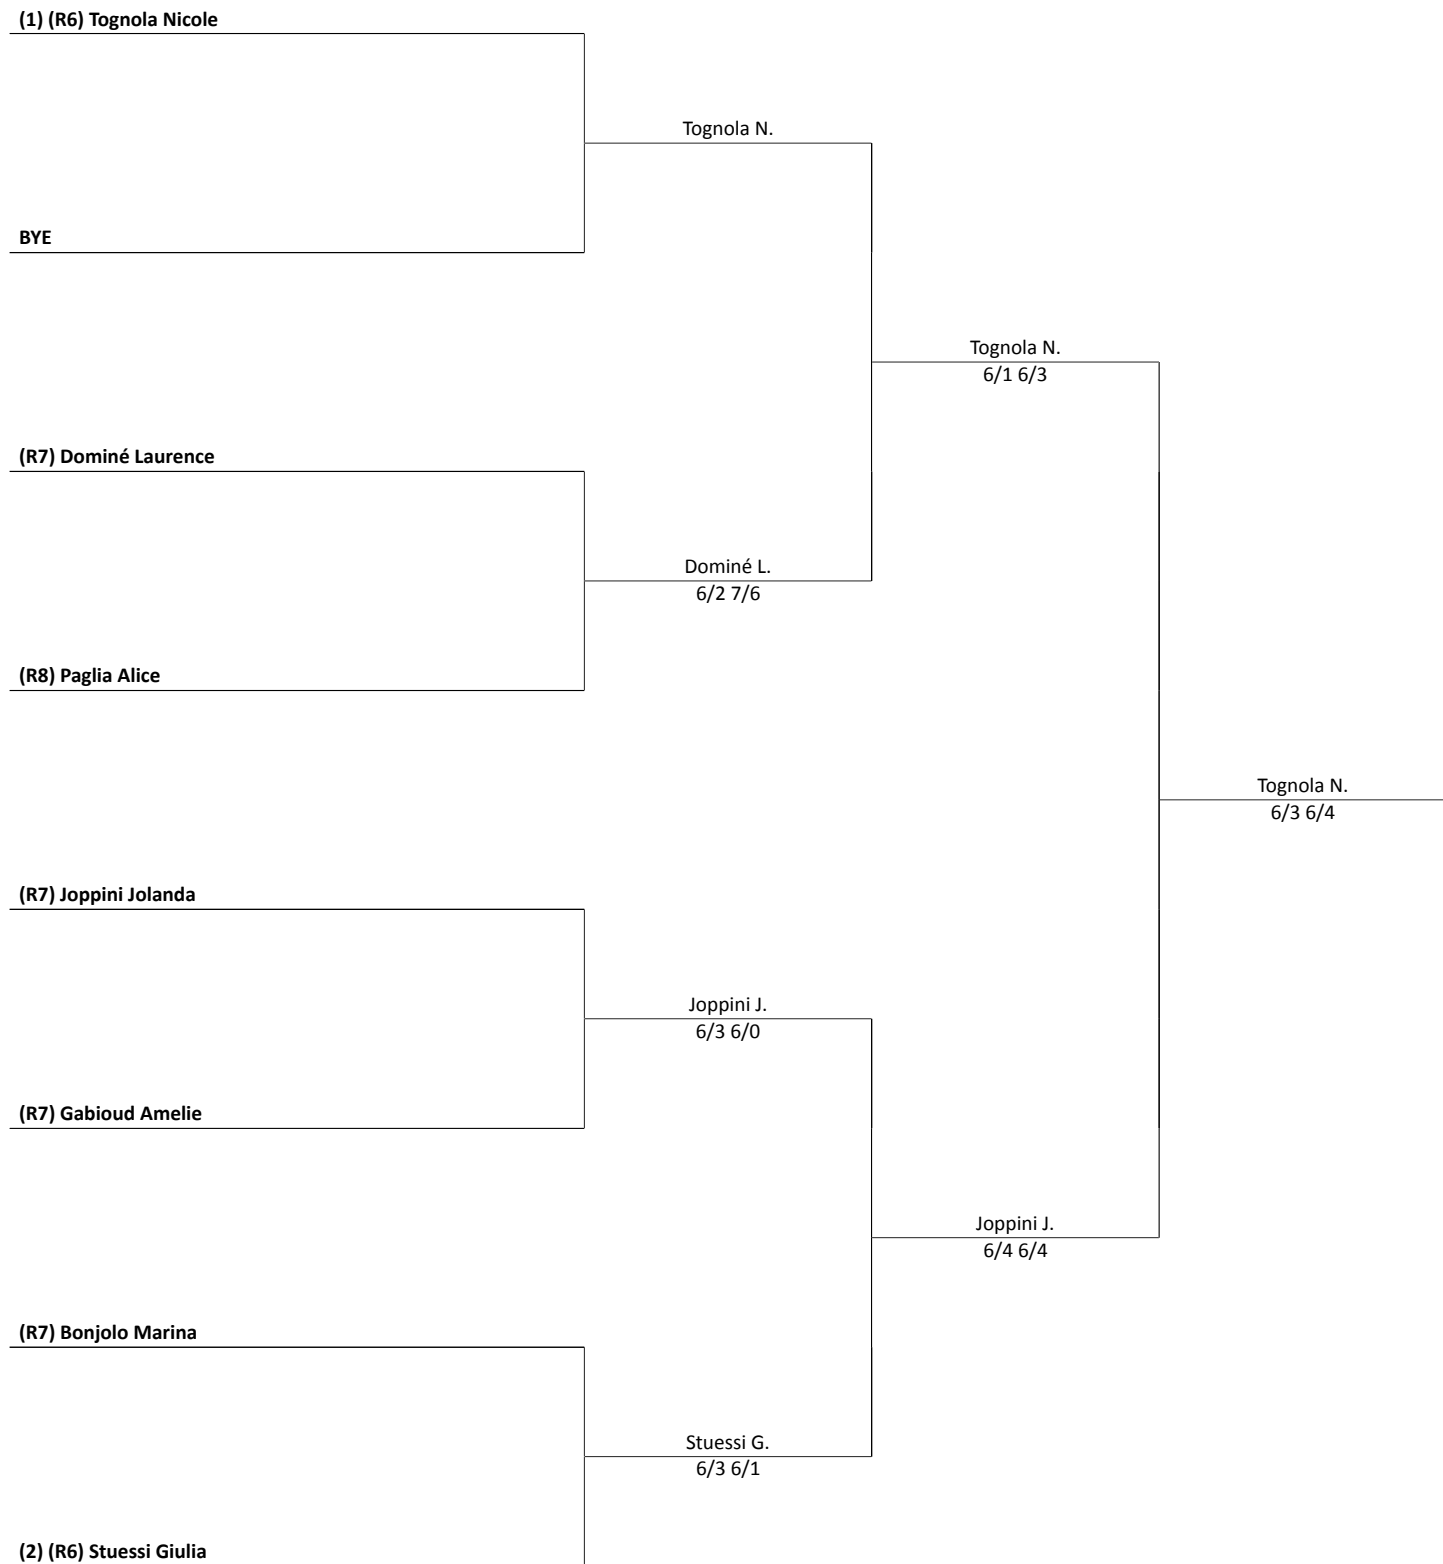 (1) (R6) Tognola Nicole
Tognola N.
BYE
Tognola N.
6/1 6/3
(R7) Dominé Laurence
Dominé L.
6/2 7/6
(R8) Paglia Alice
Tognola N.
6/3 6/4
(R7) Joppini Jolanda
Joppini J.
6/3 6/0
(R7) Gabioud Amelie
Joppini J.
6/4 6/4
(R7) Bonjolo Marina
Stuessi G.
6/3 6/1
(2) (R6) Stuessi Giulia